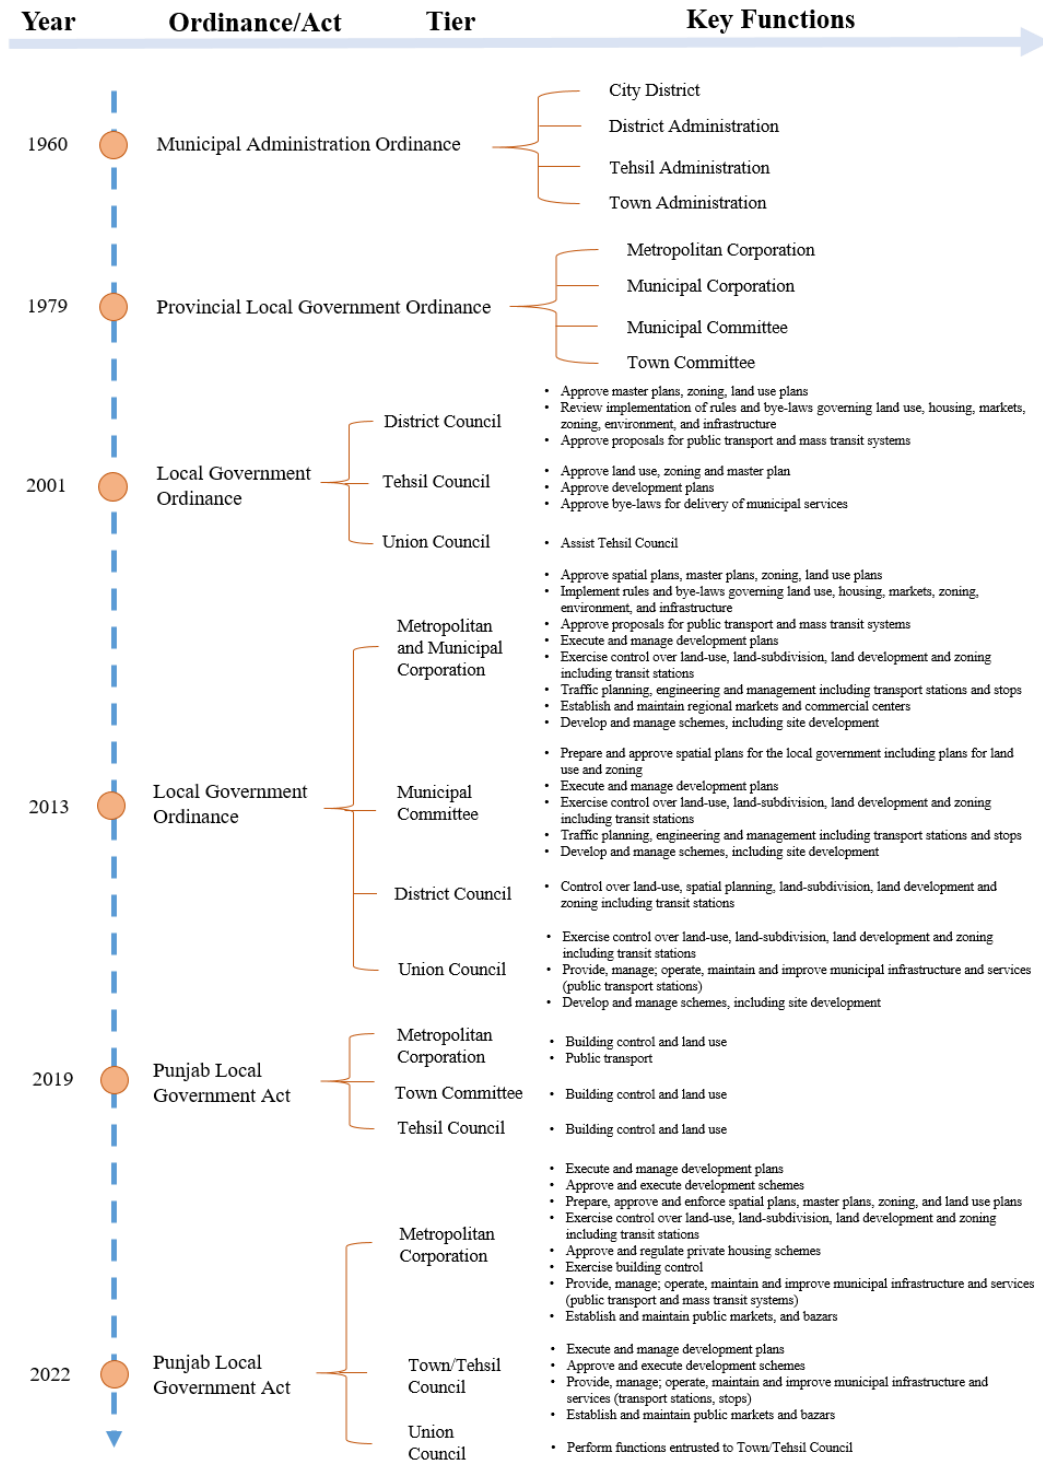 Year Ordinance/Act Tier Key Functions
1960
Municipal Administration Ordinance
City District
District Administration
Tehsil Administration
Town Administration
1979
Provincial Local Government Ordinance
Metropolitan Corporation
Municipal Corporation
Municipal Committee
Town Committee
2001
Local Government
Ordinance
District Council
• Approve master plans, zoning, land use plans
• Review implementation of rules and bye-laws governing land use, housing, markets,
zoning, environment, and infrastructure
• Approve proposals for public transport and mass transit systems
Tehsil Council
• Approve land use, zoning and master plan
• Approve development plans
• Approve bye-laws for delivery of municipal services
Union Council
• Assist Tehsil Council
2013
Local Government
Ordinance
Metropolitan
and Municipal
Corporation
• Approve spatial plans, master plans, zoning, land use plans
• Implement rules and bye-laws governing land use, housing, markets, zoning,
environment, and infrastructure
• Approve proposals for public transport and mass transit systems
• Execute and manage development plans
• Exercise control over land-use, land-subdivision, land development and zoning
including transit stations
• Traffic planning, engineering and management including transport stations and stops
• Establish and maintain regional markets and commercial centers
• Develop and manage schemes, including site development
Municipal
Committee
• Prepare and approve spatial plans for the local government including plans for land
use and zoning
• Execute and manage development plans
• Exercise control over land-use, land-subdivision, land development and zoning
including transit stations
• Traffic planning, engineering and management including transport stations and stops
• Develop and manage schemes, including site development
District Council
• Control over land-use, spatial planning, land-subdivision, land development and
zoning including transit stations
Union Council
• Exercise control over land-use, land-subdivision, land development and zoning
including transit stations
• Provide, manage; operate, maintain and improve municipal infrastructure and services
(public transport stations)
• Develop and manage schemes, including site development
2019
Punjab Local
Government Act
Metropolitan
Corporation
• Building control and land use
• Public transport
Town Committee
• Building control and land use
Tehsil Council
• Building control and land use
2022
Punjab Local
Government Act
Metropolitan
Corporation
• Execute and manage development plans
• Approve and execute development schemes
• Prepare, approve and enforce spatial plans, master plans, zoning, and land use plans
• Exercise control over land-use, land-subdivision, land development and zoning
including transit stations
• Approve and regulate private housing schemes
• Exercise building control
• Provide, manage; operate, maintain and improve municipal infrastructure and services
(public transport and mass transit systems)
• Establish and maintain public markets, and bazars
Town/Tehsil
Council
• Execute and manage development plans
• Approve and execute development schemes
• Provide, manage; operate, maintain and improve municipal infrastructure and
services (transport stations, stops)
• Establish and maintain public markets and bazars
Union
Council
• Perform functions entrusted to Town/Tehsil Council